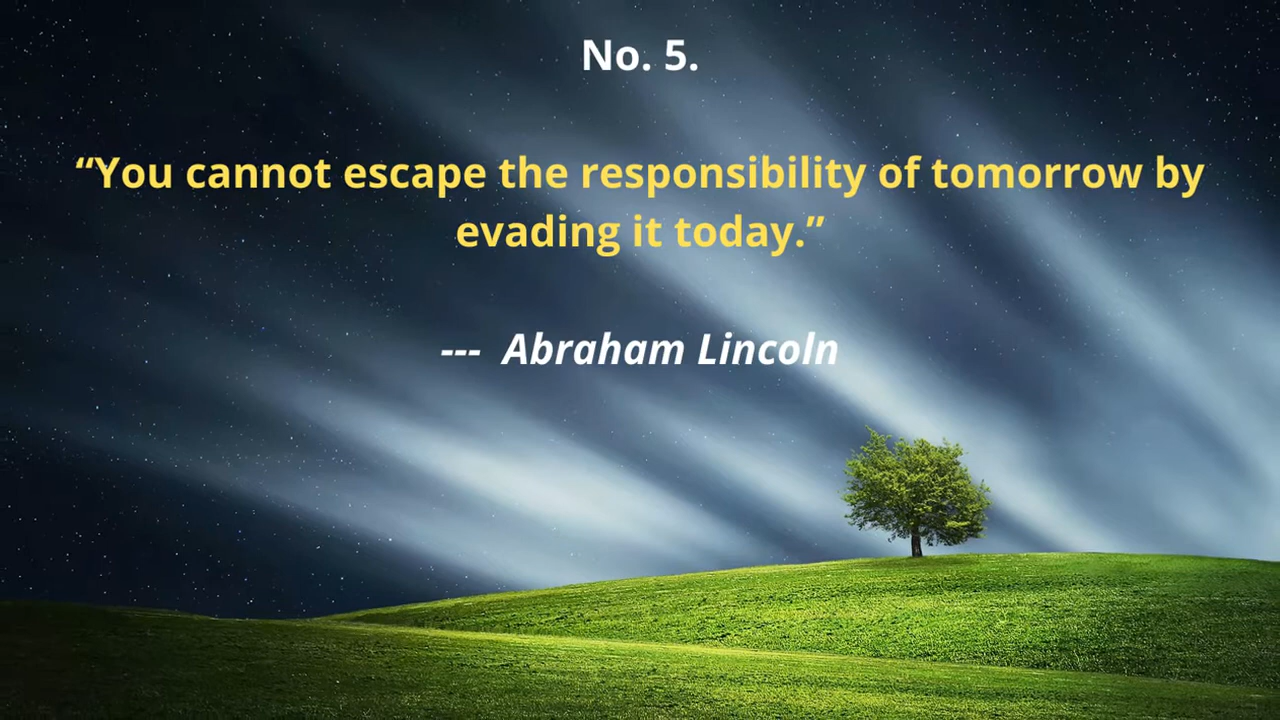 No. 5.
“You cannot escape the responsibility of tomorrow by
evading it today.”
--- Abraham Lincoln